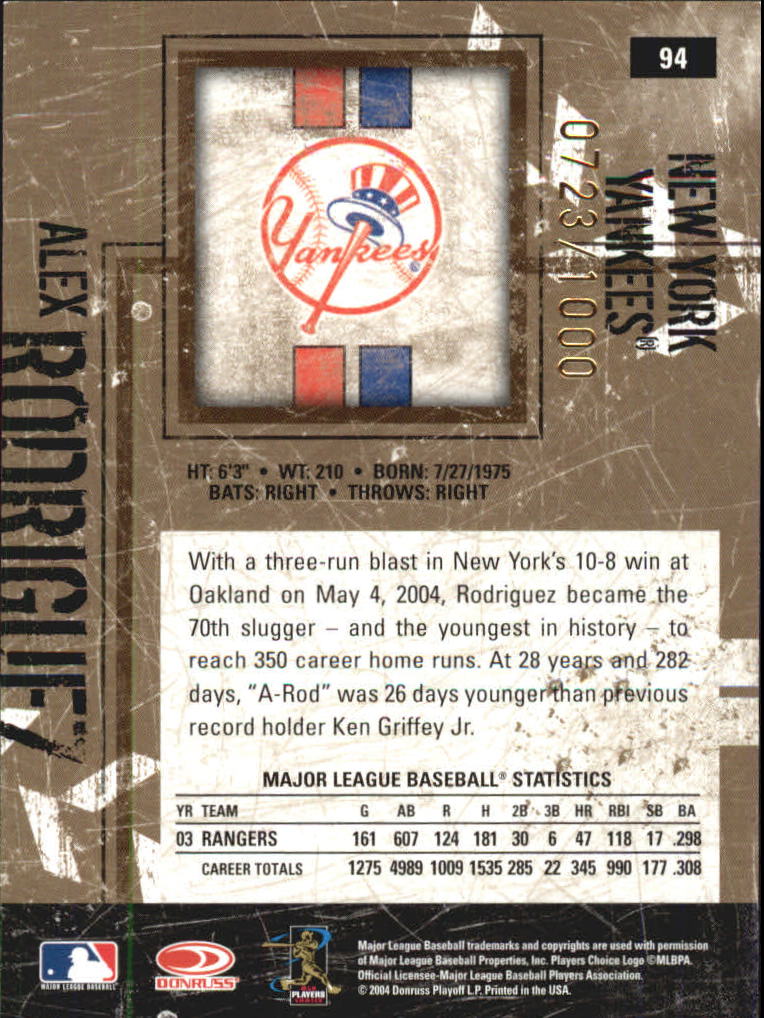 94
NEW YORK
YANKEES®
0723/1000
Yankees®
ALEX RODRIGUEZ
HT: 6'3" • WT: 210 • BORN: 7/27/1975
BATS: RIGHT • THROWS: RIGHT
With a three-run blast in New York's 10-8 win at
Oakland on May 4, 2004, Rodriguez became the
70th slugger – and the youngest in history – to
reach 350 career home runs. At 28 years and 282
days, "A-Rod" was 26 days younger than previous
record holder Ken Griffey Jr.
MAJOR LEAGUE BASEBALL® STATISTICS
YR TEAM G AB R H 2B 3B HR RBI SB BA
03 RANGERS 161 607 124 181 30 6 47 118 17 .298
CAREER TOTALS 1275 4989 1009 1535 285 22 345 990 177 .308
MAJOR LEAGUE BASEBALL
DONRUSS
PLAYERS
CHOICE
Major League Baseball trademarks and copyrights are used with permission
of Major League Baseball Properties, Inc. Players Choice Logo ©MLBPA.
Official Licensee-Major League Baseball Players Association.
© 2004 Donruss Playoff L.P. Printed in the USA.